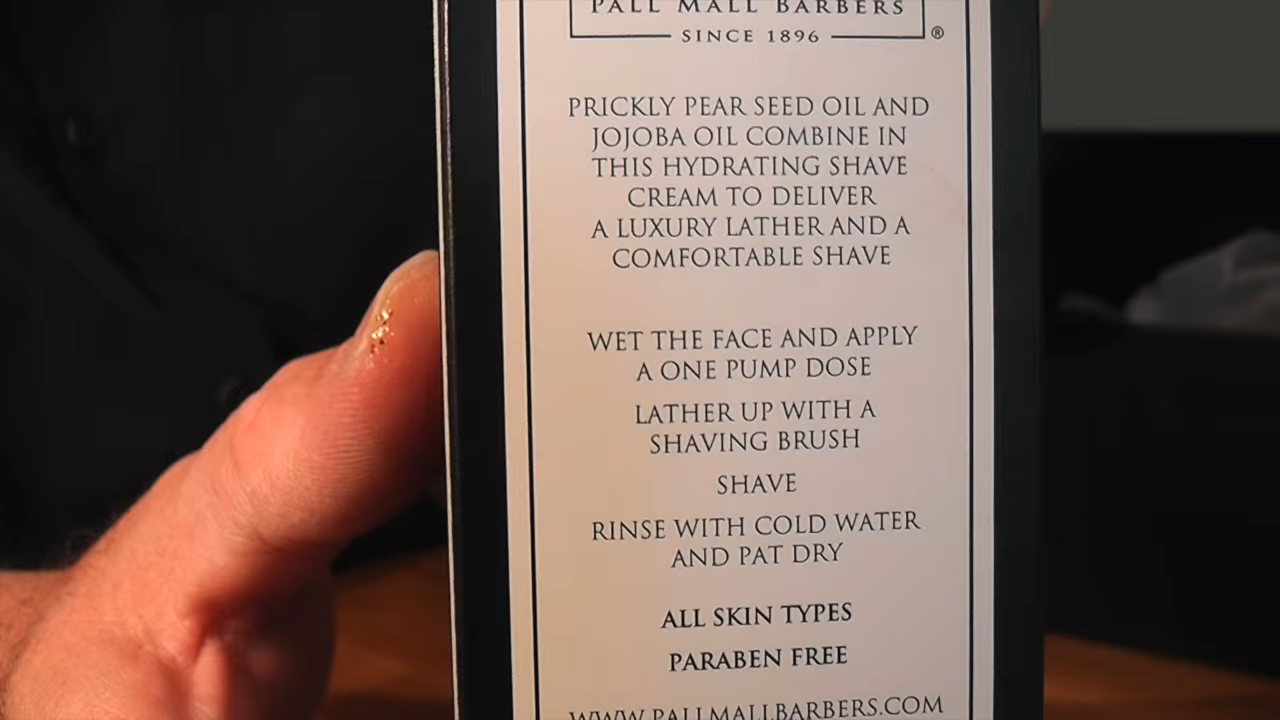 PALL MALL BARBERS
SINCE 1896 ®
PRICKLY PEAR SEED OIL AND
JOJOBA OIL COMBINE IN
THIS HYDRATING SHAVE
CREAM TO DELIVER
A LUXURY LATHER AND A
COMFORTABLE SHAVE
WET THE FACE AND APPLY
A ONE PUMP DOSE
LATHER UP WITH A
SHAVING BRUSH
SHAVE
RINSE WITH COLD WATER
AND PAT DRY
ALL SKIN TYPES
PARABEN FREE
WWW.PALLMALLBARBERS.COM